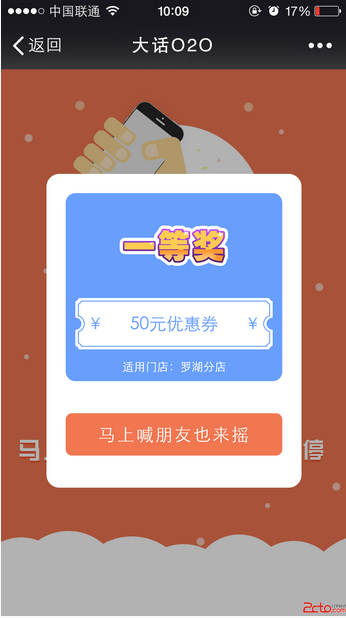 中国联通 10:09 17%
返回 大话O2O
一等奖
¥ 50元优惠券 ¥
适用门店：罗湖分店
马上喊朋友也来摇
马 停
2cto.com